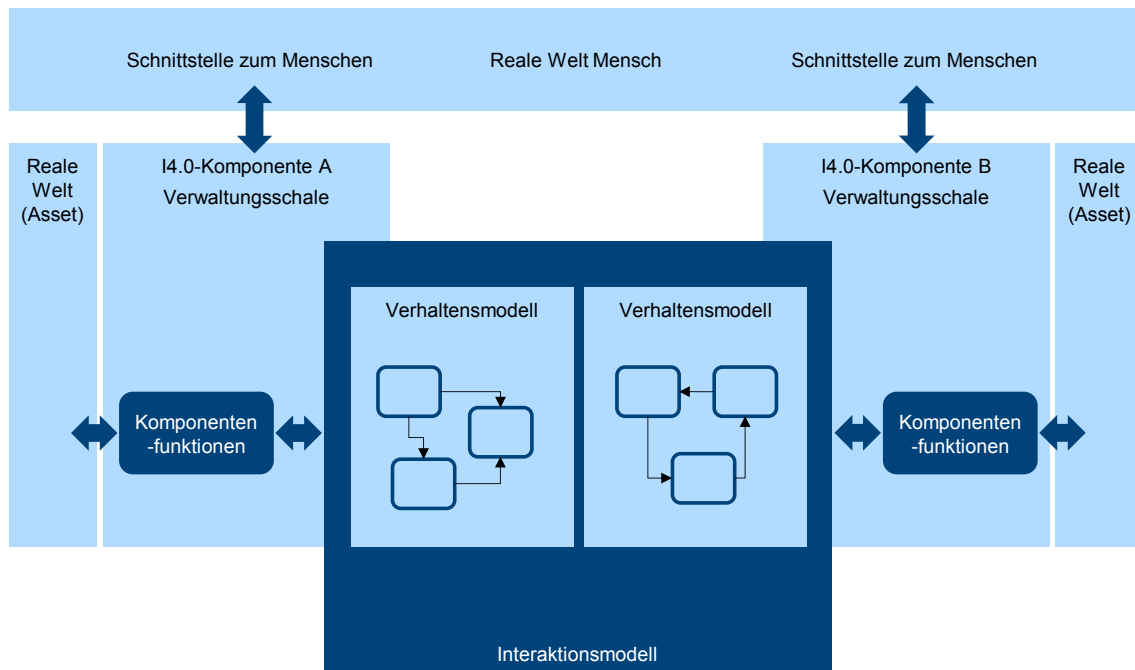 Schnittstelle zum Menschen
Reale Welt Mensch
Schnittstelle zum Menschen
Reale
Welt
(Asset)
I4.0-Komponente A
Verwaltungsschale
I4.0-Komponente B
Verwaltungsschale
Reale
Welt
(Asset)
Verhaltensmodell
Verhaltensmodell
Komponenten
-funktionen
Komponenten
-funktionen
Interaktionsmodell